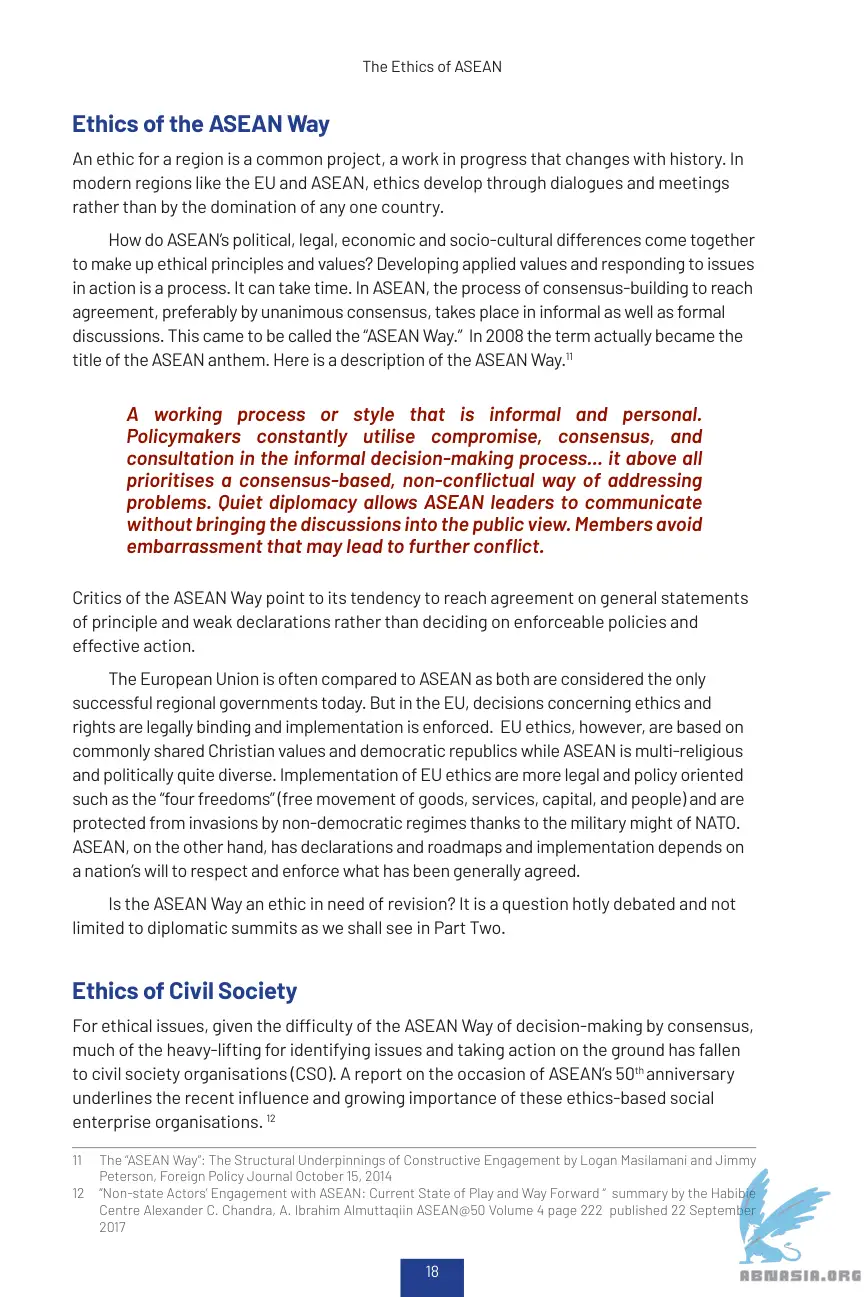 The Ethics of ASEAN
Ethics of the ASEAN Way
An ethic for a region is a common project, a work in progress that changes with history. In
modern regions like the EU and ASEAN, ethics develop through dialogues and meetings
rather than by the domination of any one country.
How do ASEAN’s political, legal, economic and socio-cultural differences come together
to make up ethical principles and values? Developing applied values and responding to issues
in action is a process. It can take time. In ASEAN, the process of consensus-building to reach
agreement, preferably by unanimous consensus, takes place in informal as well as formal
discussions. This came to be called the “ASEAN Way.” In 2008 the term actually became the
title of the ASEAN anthem. Here is a description of the ASEAN Way.11
A working process or style that is informal and personal.
Policymakers constantly utilise compromise, consensus, and
consultation in the informal decision-making process... it above all
prioritises a consensus-based, non-conflictual way of addressing
problems. Quiet diplomacy allows ASEAN leaders to communicate
without bringing the discussions into the public view. Members avoid
embarrassment that may lead to further conflict.
Critics of the ASEAN Way point to its tendency to reach agreement on general statements
of principle and weak declarations rather than deciding on enforceable policies and
effective action.
The European Union is often compared to ASEAN as both are considered the only
successful regional governments today. But in the EU, decisions concerning ethics and
rights are legally binding and implementation is enforced. EU ethics, however, are based on
commonly shared Christian values and democratic republics while ASEAN is multi-religious
and politically quite diverse. Implementation of EU ethics are more legal and policy oriented
such as the “four freedoms” (free movement of goods, services, capital, and people) and are
protected from invasions by non-democratic regimes thanks to the military might of NATO.
ASEAN, on the other hand, has declarations and roadmaps and implementation depends on
a nation’s will to respect and enforce what has been generally agreed.
Is the ASEAN Way an ethic in need of revision? It is a question hotly debated and not
limited to diplomatic summits as we shall see in Part Two.
Ethics of Civil Society
For ethical issues, given the difficulty of the ASEAN Way of decision-making by consensus,
much of the heavy-lifting for identifying issues and taking action on the ground has fallen
to civil society organisations (CSO). A report on the occasion of ASEAN’s 50th anniversary
underlines the recent influence and growing importance of these ethics-based social
enterprise organisations. 12
11 The “ASEAN Way”: The Structural Underpinnings of Constructive Engagement by Logan Masilamani and Jimmy
Peterson, Foreign Policy Journal October 15, 2014
12 “Non-state Actors’ Engagement with ASEAN: Current State of Play and Way Forward “ summary by the Habibie
Centre Alexander C. Chandra, A. Ibrahim Almuttaqiin ASEAN@50 Volume 4 page 222 published 22 September
2017
18
ABNASIA.ORG